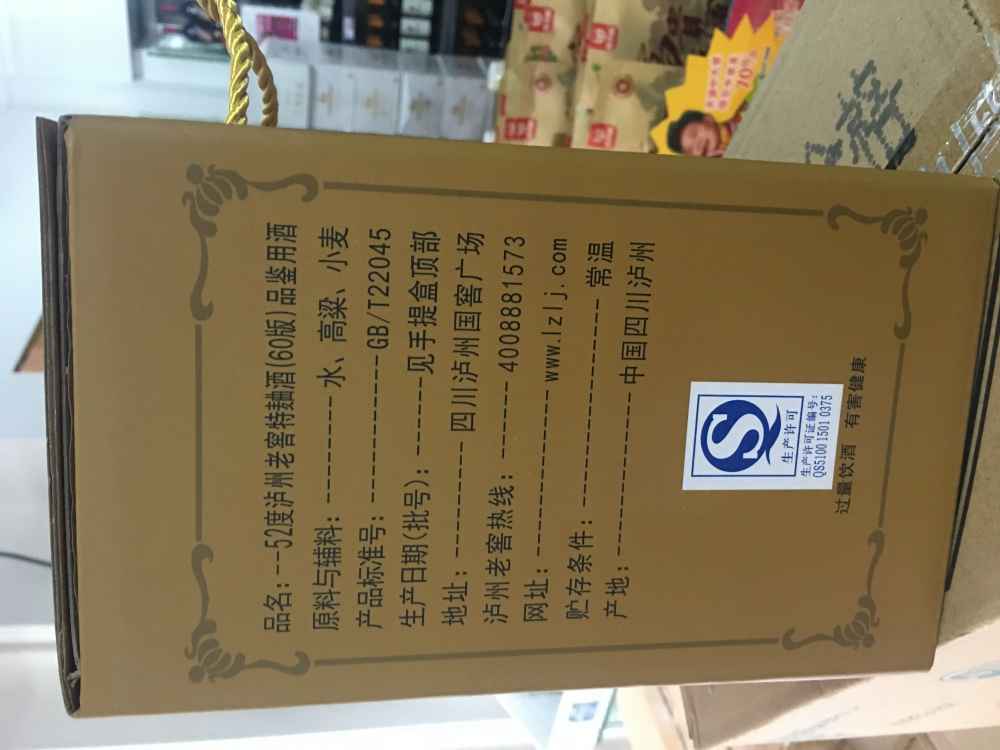 品名：--52度泸州老窖特麯酒(60版)品鉴用酒
原料与辅料：---------水、高粱、小麦
产品标准号：--------------GB/T22045
生产日期(批号)：-------见手提盒顶部
地址：-----------四川泸州国窖广场
泸州老窖热线：-------4008881573
网址：---------------www.lzlj.com
贮存条件：-----------------常温
产地：--------------中国四川泸州
QS
生产许可
生产许可证编号：
QS5100 1501 0375
过量饮酒 有害健康
10%